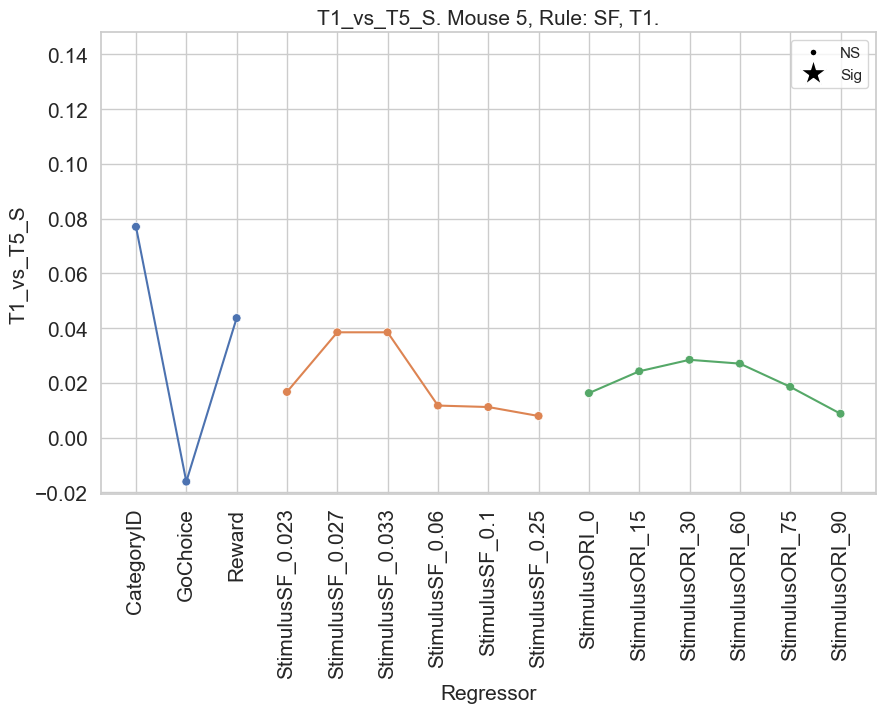 T1_vs_T5_S. Mouse 5, Rule: SF, T1.
NS
Sig
T1_vs_T5_S
0.14
0.12
0.10
0.08
0.06
0.04
0.02
0.00
−0.02
CategoryID
GoChoice
Reward
StimulusSF_0.023
StimulusSF_0.027
StimulusSF_0.033
StimulusSF_0.06
StimulusSF_0.1
StimulusSF_0.25
StimulusORI_0
StimulusORI_15
StimulusORI_30
StimulusORI_60
StimulusORI_75
StimulusORI_90
Regressor